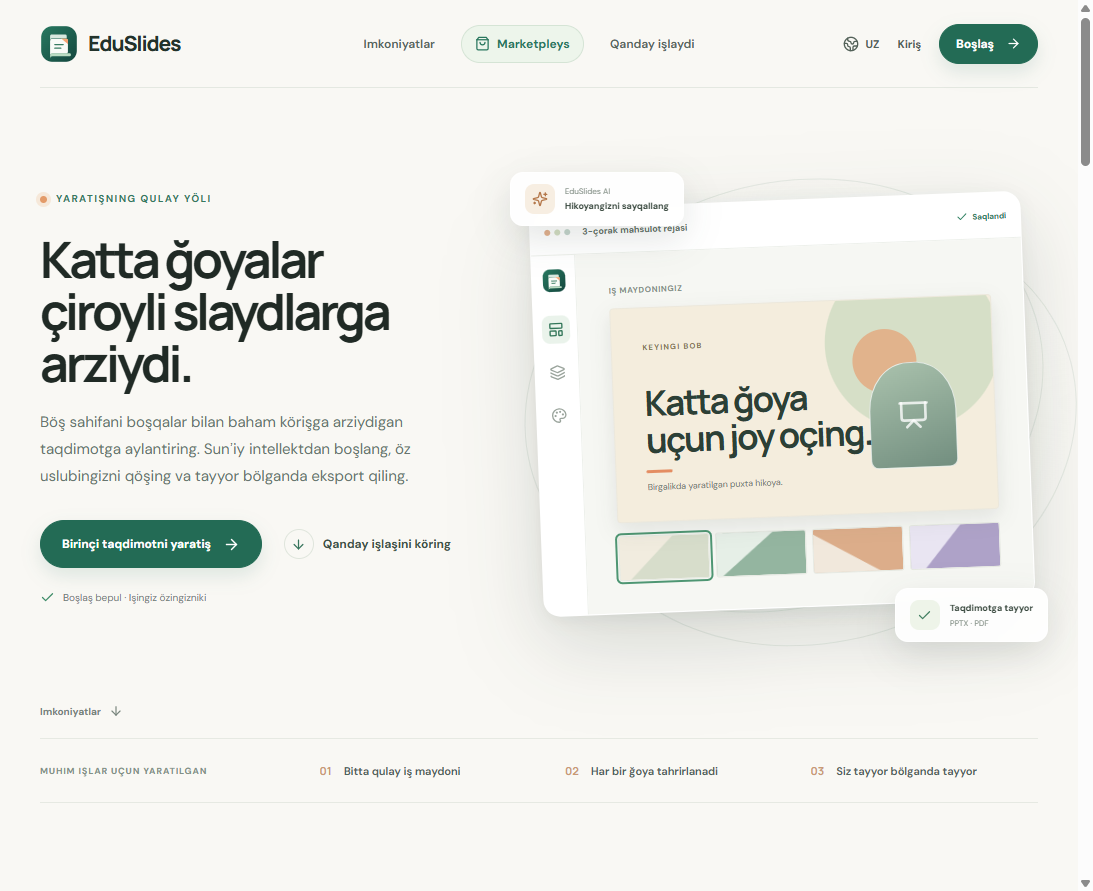 EduSlides
Imkoniyatlar
Marketpleys
Qanday işlaydi
UZ
Kiriş
Boşlaş
YARATIŞNING QULAY YÖLI
Katta ğoyalar
çiroyli slaydlarga
arziydi.
Böş sahifani boşqalar bilan baham körişga arziydigan
taqdimotga aylantiring. Sun'iy intellektdan boşlang, öz
uslubingizni qöşing va tayyor bölganda eksport qiling.
Birinçi taqdimotni yaratiş
Qanday işlaşini köring
Boşlaş bepul · Işingiz özingizniki
EduSlides AI
Hikoyangizni sayqallang
3-çorak mahsulot rejasi
Saqlandi
IŞ MAYDONINGIZ
KEYINGI BOB
Katta ğoya
uçun joy oçing.
Birgalikda yaratilgan puxta hikoya.
Taqdimotga tayyor
PPTX · PDF
Imkoniyatlar
MUHIM IŞLAR UÇUN YARATILGAN
01 Bitta qulay iş maydoni
02 Har bir ğoya tahrirlanadi
03 Siz tayyor bölganda tayyor